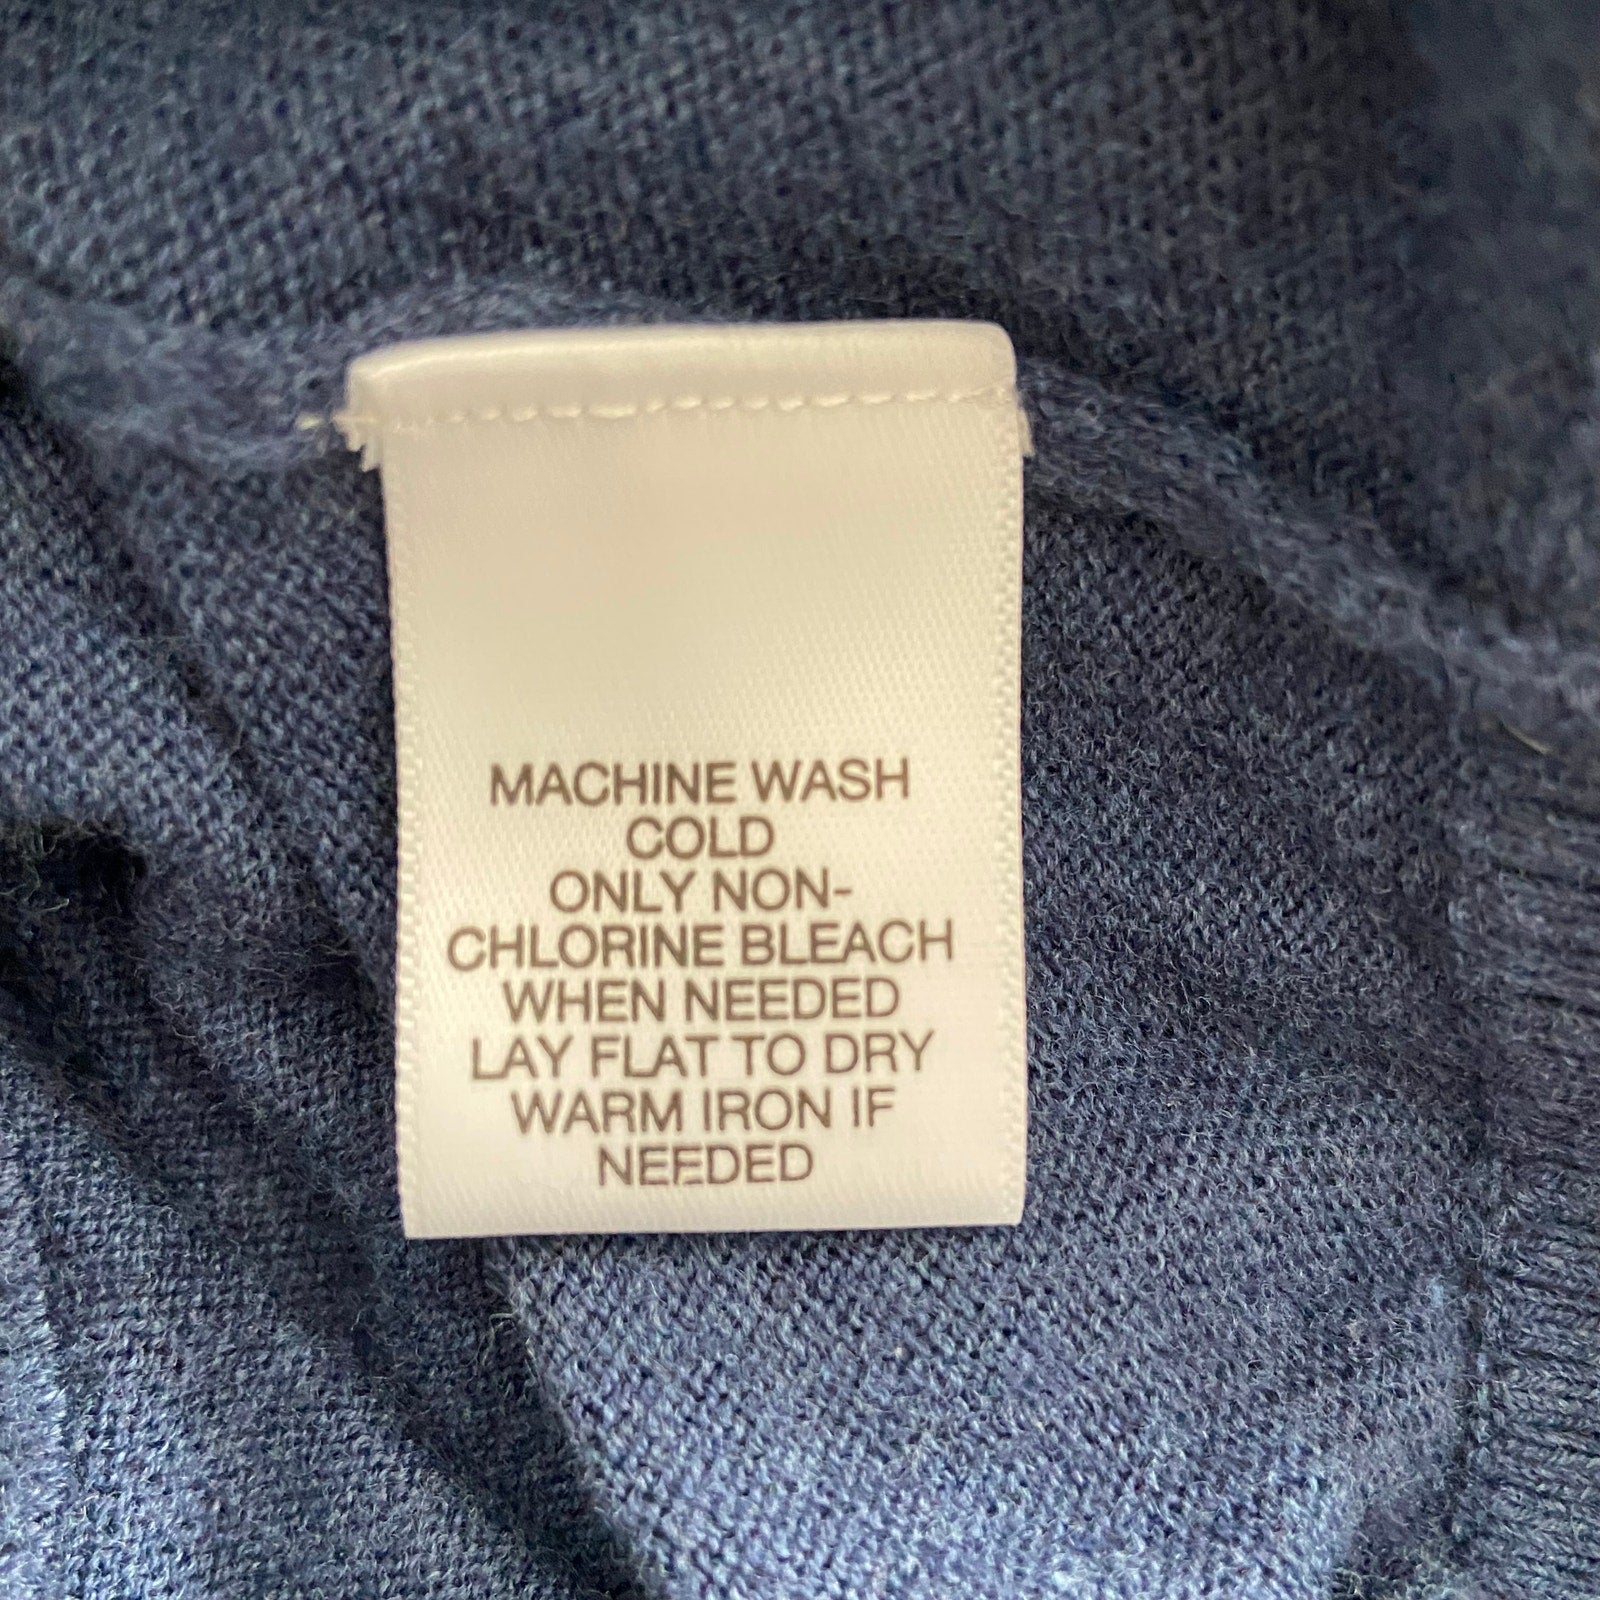 MACHINE WASH
COLD
ONLY NON-
CHLORINE BLEACH
WHEN NEEDED
LAY FLAT TO DRY
WARM IRON IF
NEEDED